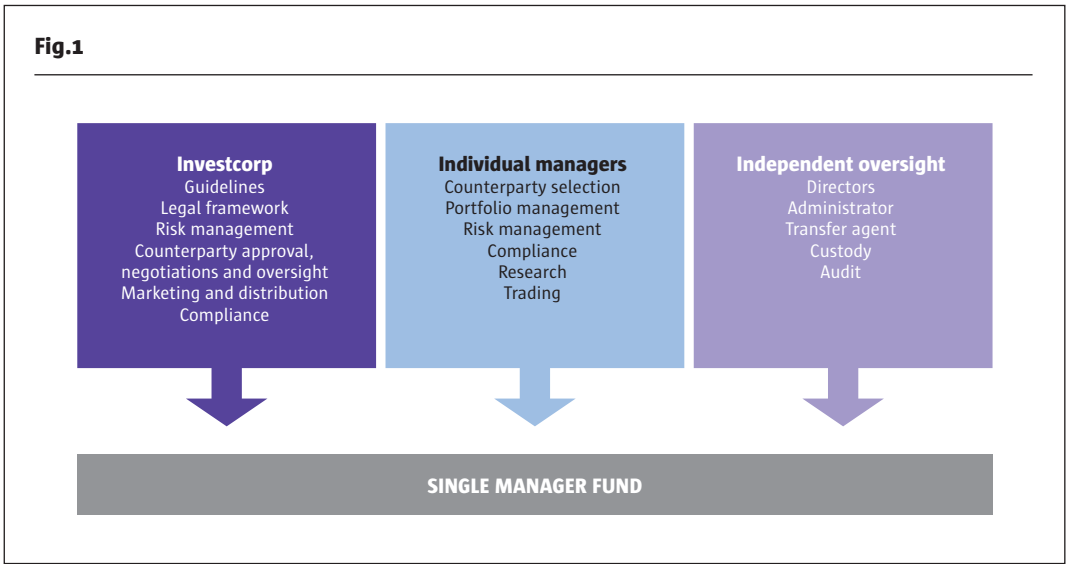 Fig.1
Investcorp
Guidelines
Legal framework
Risk management
Counterparty approval,
negotiations and oversight
Marketing and distribution
Compliance
Individual managers
Counterparty selection
Portfolio management
Risk management
Compliance
Research
Trading
Independent oversight
Directors
Administrator
Transfer agent
Custody
Audit
SINGLE MANAGER FUND